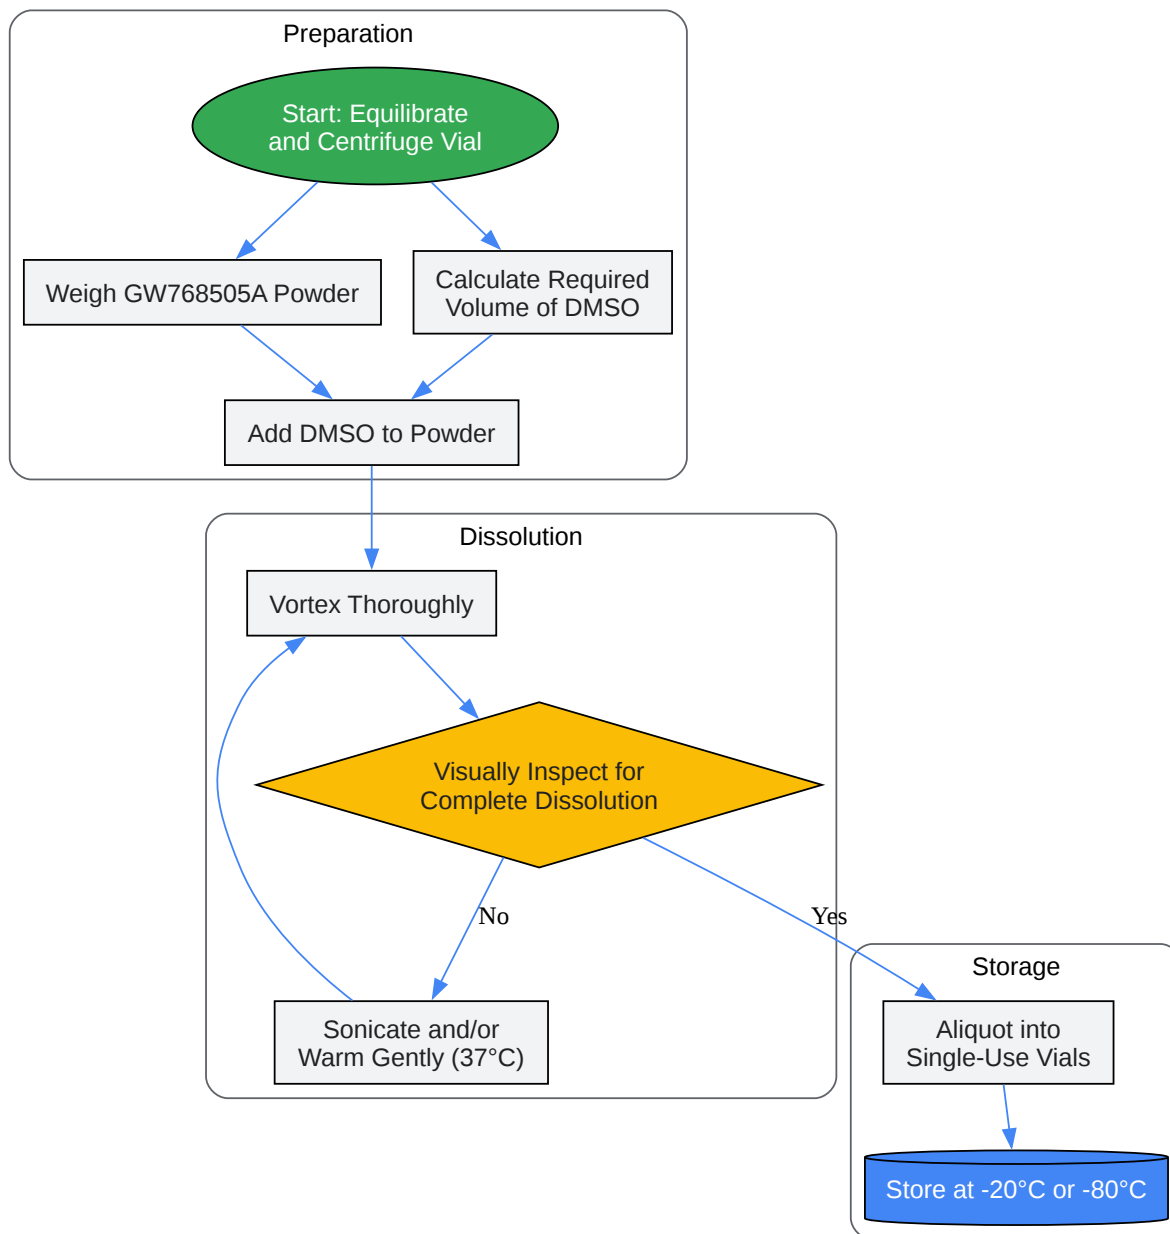 Preparation
Start: Equilibrate
and Centrifuge Vial
Weigh GW768505A Powder
Calculate Required
Volume of DMSO
Add DMSO to Powder
Dissolution
Vortex Thoroughly
Visually Inspect for
Complete Dissolution
No
Yes
Sonicate and/or
Warm Gently (37°C)
Storage
Aliquot into
Single-Use Vials
Store at -20°C or -80°C